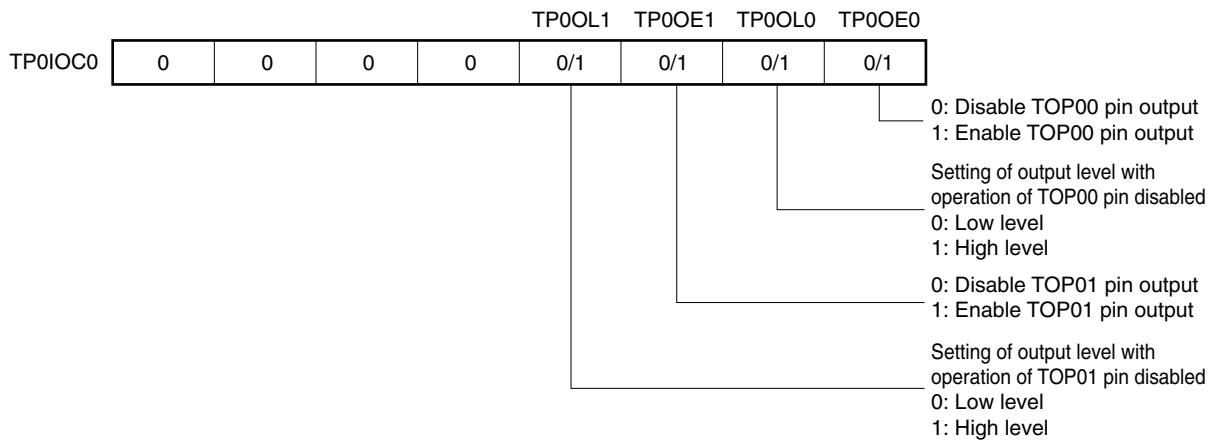 TP0OL1 TP0OE1 TP0OL0 TP0OE0
TP0IOC0 0 0 0 0 0/1 0/1 0/1 0/1
0: Disable TOP00 pin output
1: Enable TOP00 pin output
Setting of output level with
operation of TOP00 pin disabled
0: Low level
1: High level
0: Disable TOP01 pin output
1: Enable TOP01 pin output
Setting of output level with
operation of TOP01 pin disabled
0: Low level
1: High level